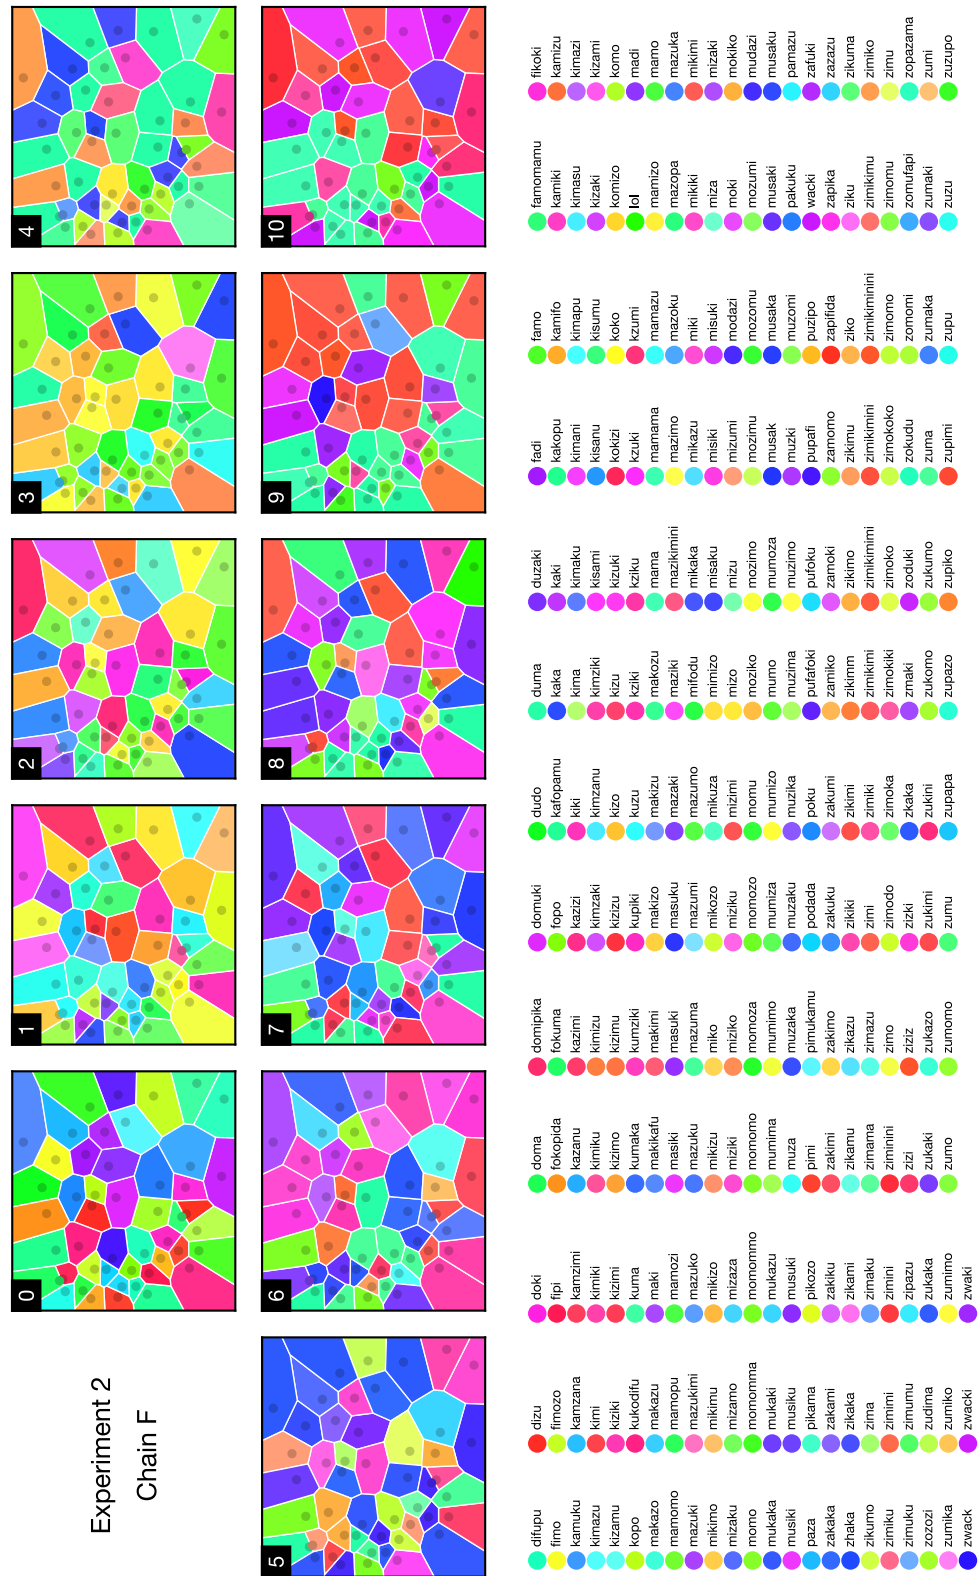 Experiment 2
Chain F
0 1 2 3 4
5 6 7 8 9 10
difupu dizu doki doma domipika domuki dudo duma duzaki fadi famo famomamu fikoki
fimo fimozo fipi fokopida fokuma fopo kafopamu kaka kaki kakopu kamifo kamiki kamizu
kamuku kamzana kamzimi kazanu kazimi kazizi kiki kima kimaku kimani kimapu kimasu kimazi
kimazu kimi kimiki kimiku kimizu kimzaki kimzanu kimziki kisami kisanu kisumu kizaki kizami
kizamu kiziki kizimi kizimo kizimu kizizu kizo kizu kizuki kokizi koko komizo komo
kopo kukodifu kuma kumaka kumziki kupiki kuzu kziki kziku kzuki kzumi lol madi
makazo makazu maki makikafu makimi makizo makizu makozu mama mamama mamazu mamizo mamo
mamomo mamopu mamozi masiki masuki masuku mazaki maziki mazikimini mazimo mazoku mazopa mazuka
mazuki mazukimi mazuko mazuku mazuma mazumi mazumo mifodu mikaka mikazu miki mikiki mikimi
mikimo mikimu mikizo mikizu miko mikozo mikuza mimizo misaku misiki misuki miza mizaki
mizaku mizamo mizaza miziki miziko miziku mizimi mizo mizu mizumi modazi moki mokiko
momo momomma momommo momomo momoza momozo momu moziko mozimo mozimu mozomu mozumi mudazi
mukaka mukaki mukazu mumima mumimo mumiza mumizo mumo mumoza musak musaka musaki musaku
musiki musiku musuki muza muzaka muzaku muzika muzima muzimo muzki muzomi pakuku pamazu
paza pikama pikozo pimi pimukamu podada poku pufafoki pufoku pupafi puzipo wacki zafuki
zakaka zakami zakiku zakimi zakimo zakuku zakumi zamiko zamoki zamomo zapifida zapika zazazu
zhaka zikaka zikami zikamu zikazu zikiki zikimi zikimm zikimo zikimu ziko ziku zikuma
zikumo zima zimaku zimama zimazu zimi zimiki zimikimi zimikimimi zimikimini zimikiminini zimikimu zimiko
zimiku zimimi zimini ziminini zimo zimodo zimoka zimokiki zimoko zimokoko zimomo zimomu zimu
zimuku zimumu zipazu zizi ziziz zizki zkaka zmaki zoduki zokudu zomomi zomufapi zopazama
zozozi zudima zukaka zukaki zukazo zukimi zukini zukomo zukumo zuma zumaka zumaki zumi
zumika zumiko zumimo zumo zumomo zumu zupapa zupazo zupiko zupimi zupu zuzu zuzupo
zwack zwacki zwaki